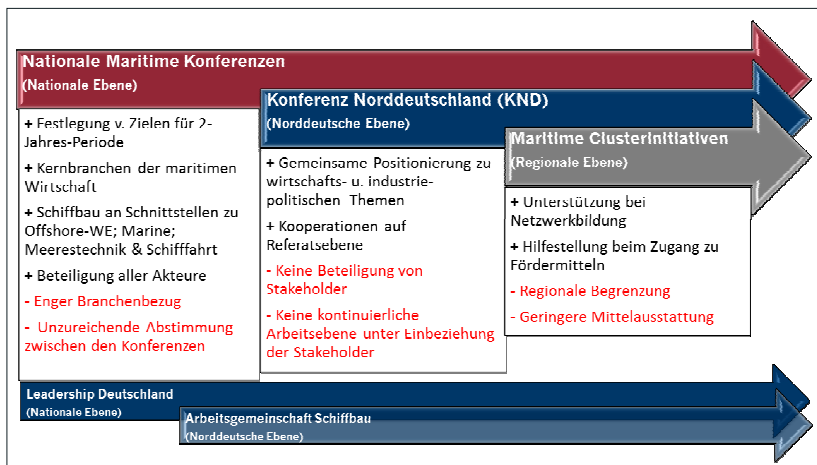 Nationale Maritime Konferenzen
(Nationale Ebene)
+ Festlegung v. Zielen für 2-
Jahres-Periode
+ Kernbranchen der maritimen
Wirtschaft
+ Schiffbau an Schnittstellen zu
Offshore-WE; Marine;
Meerestechnik & Schifffahrt
+ Beteiligung aller Akteure
- Enger Branchenbezug
- Unzureichende Abstimmung
zwischen den Konferenzen
Konferenz Norddeutschland (KND)
(Norddeutsche Ebene)
+ Gemeinsame Positionierung zu
wirtschafts- u. industrie-
politischen Themen
+ Kooperationen auf
Referatsebene
- Keine Beteiligung von
Stakeholder
- Keine kontinuierliche
Arbeitsebene unter Einbeziehung
der Stakeholder
Maritime Clusterinitiativen
(Regionale Ebene)
+ Unterstützung bei
Netzwerkbildung
+ Hilfestellung beim Zugang zu
Fördermitteln
- Regionale Begrenzung
- Geringere Mittelausstattung
Leadership Deutschland
(Nationale Ebene)
Arbeitsgemeinschaft Schiffbau
(Norddeutsche Ebene)